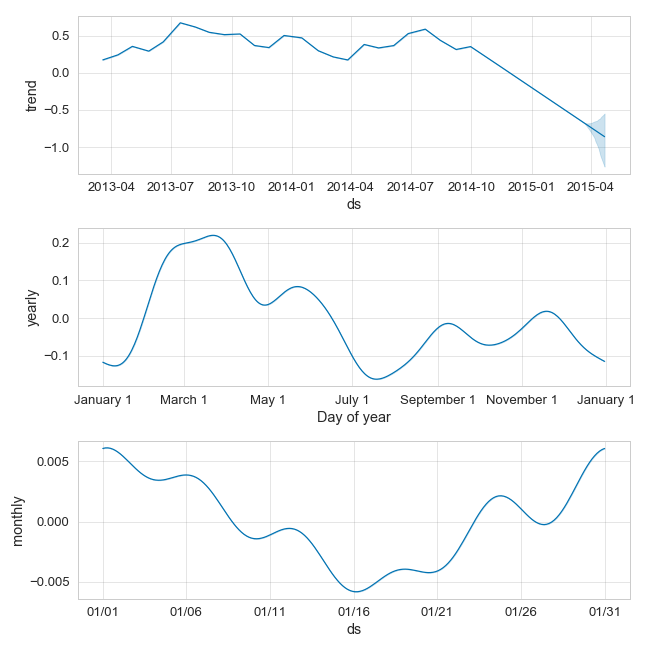 0.5
0.0
−0.5
−1.0
trend
2013-04 2013-07 2013-10 2014-01 2014-04 2014-07 2014-10 2015-01 2015-04
ds
0.2
0.1
0.0
−0.1
yearly
January 1 March 1 May 1 July 1 September 1 November 1 January 1
Day of year
0.005
0.000
−0.005
monthly
01/01 01/06 01/11 01/16 01/21 01/26 01/31
ds